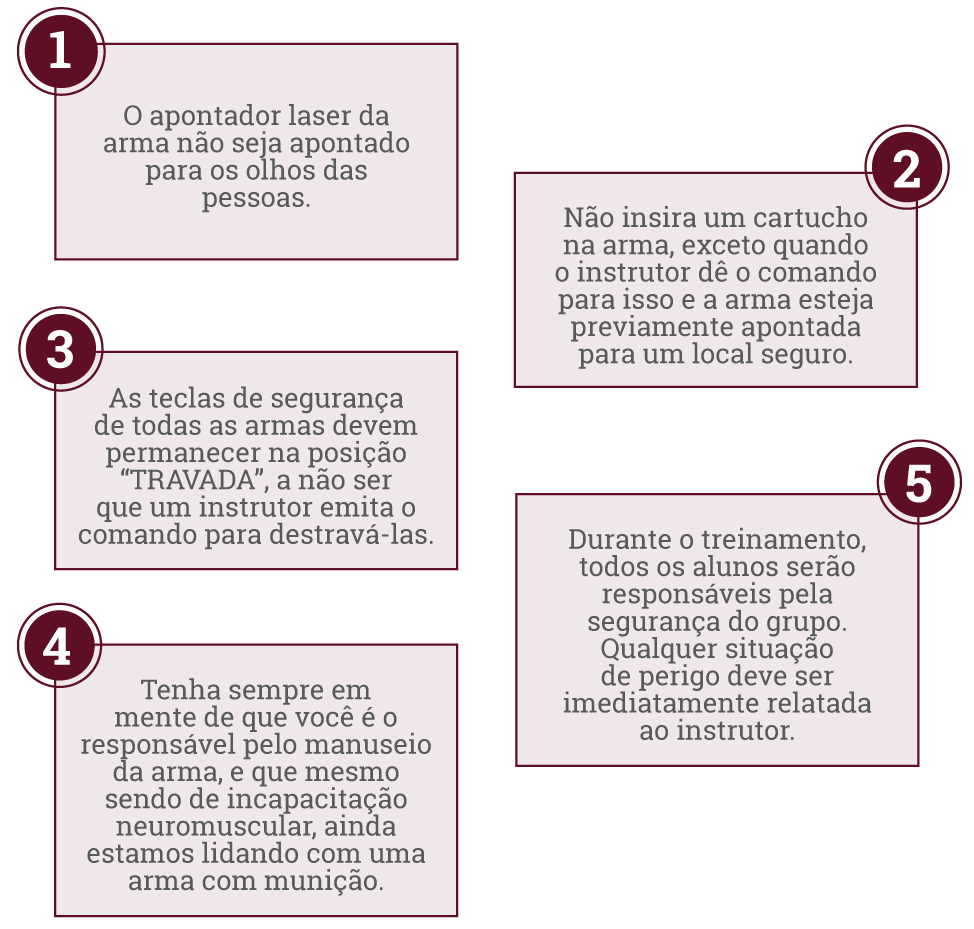 1
O apontador laser da
arma não seja apontado
para os olhos das
pessoas.
2
Não insira um cartucho
na arma, exceto quando
o instrutor dê o comando
para isso e a arma esteja
previamente apontada
para um local seguro.
3
As teclas de segurança
de todas as armas devem
permanecer na posição
“TRAVADA”, a não ser
que um instrutor emita o
comando para destravá-las.
4
Tenha sempre em
mente de que você é o
responsável pelo manuseio
da arma, e que mesmo
sendo de incapacitação
neuromuscular, ainda
estamos lidando com uma
arma com munição.
5
Durante o treinamento,
todos os alunos serão
responsáveis pela
segurança do grupo.
Qualquer situação
de perigo deve ser
imediatamente relatada
ao instrutor.